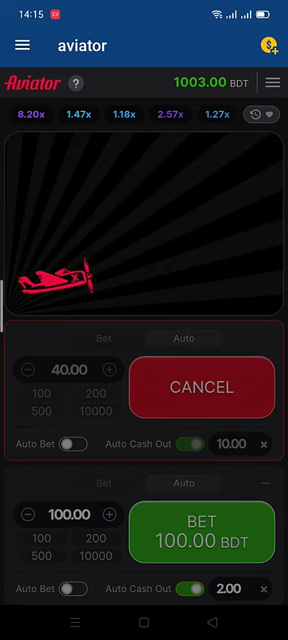 14:15
aviator
Aviator ? 1003.00 BDT
8.20x 1.47x 1.18x 2.57x 1.27x
Bet Auto
40.00
CANCEL
100 200
500 10000
Auto Bet Auto Cash Out 10.00 ×
Bet Auto
100.00
BET
100.00 BDT
100 200
500 10000
Auto Bet Auto Cash Out 2.00 ×